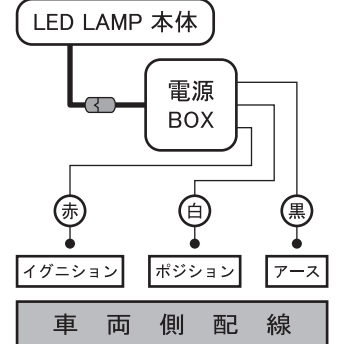 LED LAMP 本体
電源
BOX
赤 白 黒
イグニション ポジション アース
車両側配線